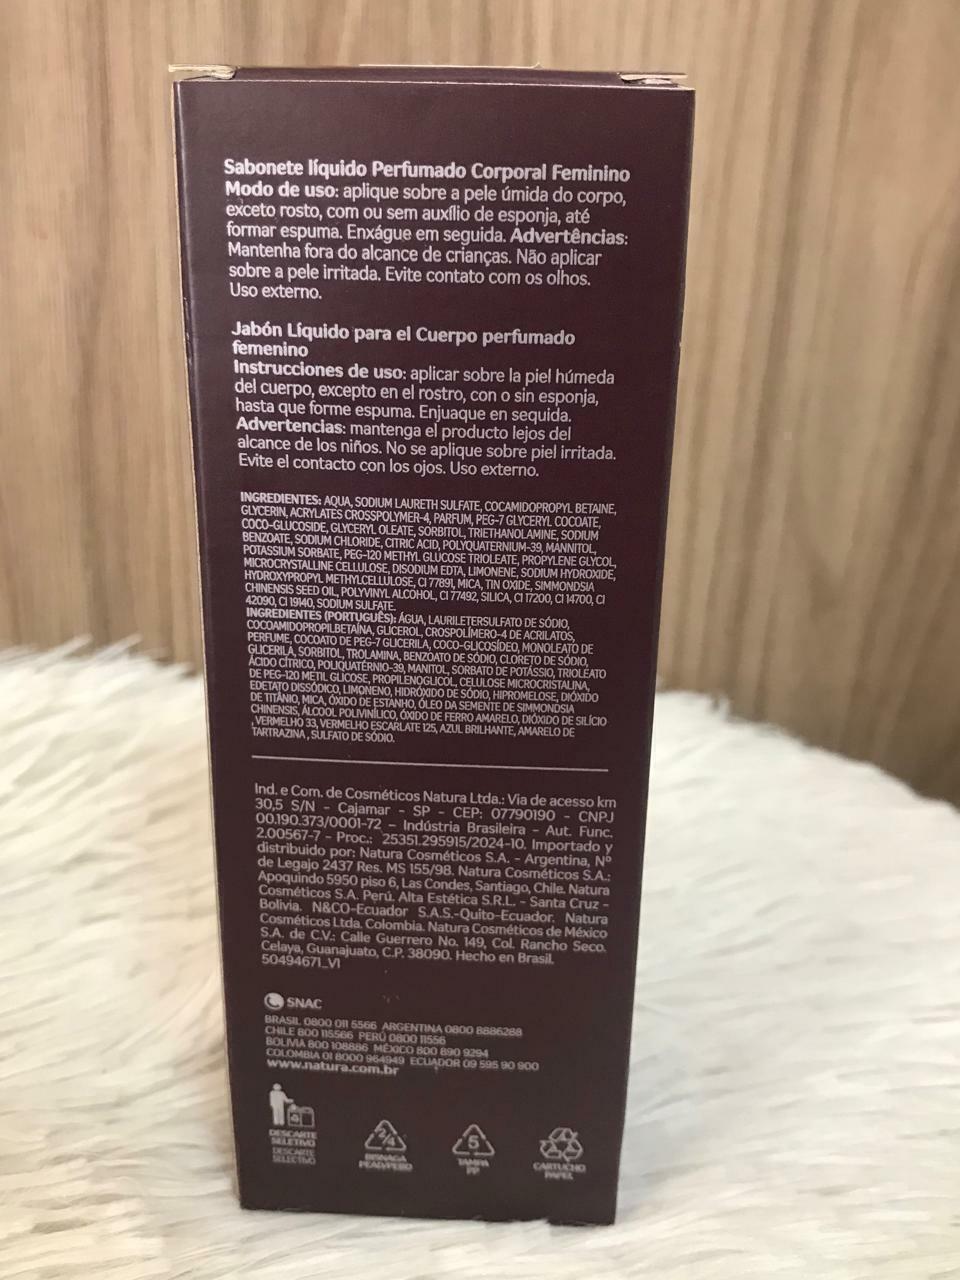 Sabonete líquido Perfumado Corporal Feminino
Modo de uso: aplique sobre a pele úmida do corpo,
exceto rosto, com ou sem auxílio de esponja, até
formar espuma. Enxágue em seguida. Advertências:
Mantenha fora do alcance de crianças. Não aplicar
sobre a pele irritada. Evite contato com os olhos.
Uso externo.
Jabón Líquido para el Cuerpo perfumado
femenino
Instrucciones de uso: aplicar sobre la piel húmeda
del cuerpo, excepto en el rostro, con o sin esponja,
hasta que forme espuma. Enjuague en seguida.
Advertencias: mantenga el producto lejos del
alcance de los niños. No se aplique sobre piel irritada.
Evite el contacto con los ojos. Uso externo.
INGREDIENTES: AQUA, SODIUM LAURETH SULFATE, COCAMIDOPROPYL BETAINE,
GLYCERIN, ACRYLATES CROSSPOLYMER-4, PARFUM, PEG-7 GLYCERYL COCOATE,
COCO-GLUCOSIDE, GLYCERYL OLEATE, SORBITOL, TRIETHANOLAMINE, SODIUM
BENZOATE, SODIUM CHLORIDE, CITRIC ACID, POLYQUATERNIUM-39, MANNITOL,
POTASSIUM SORBATE, PEG-120 METHYL GLUCOSE TRIOLEATE, PROPYLENE GLYCOL,
MICROCRYSTALLINE CELLULOSE, DISODIUM EDTA, LIMONENE, SODIUM HYDROXIDE,
HYDROXYPROPYL METHYLCELLULOSE, CI 77891, MICA, TIN OXIDE, SIMMONDSIA
CHINENSIS SEED OIL, POLYVINYL ALCOHOL, CI 77492, SILICA, CI 17200, CI 14700, CI
42090, CI 19140, SODIUM SULFATE.
INGREDIENTES (PORTUGUÊS): ÁGUA, LAURILETERSULFATO DE SÓDIO,
COCOAMIDOPROPILBETAÍNA, GLICEROL, CROSPOLÍMERO-4 DE ACRILATOS,
PERFUME, COCOATO DE PEG-7 GLICERILA, COCO-GLICOSÍDEO, MONOLEATO DE
GLICERILA, SORBITOL, TROLAMINA, BENZOATO DE SÓDIO, CLORETO DE SÓDIO,
ÁCIDO CÍTRICO, POLIQUATÉRNIO-39, MANITOL, SORBATO DE POTÁSSIO, TRIOLEATO
DE PEG-120 METIL GLICOSE, PROPILENOGLICOL, CELULOSE MICROCRISTALINA,
EDETATO DISSÓDICO, LIMONENO, HIDRÓXIDO DE SÓDIO, HIPROMELOSE, DIÓXIDO
DE TITÂNIO, MICA, ÓXIDO DE ESTANHO, ÓLEO DA SEMENTE DE SIMMONDSIA
CHINENSIS, ÁLCOOL POLIVINÍLICO, ÓXIDO DE FERRO AMARELO, DIÓXIDO DE SILÍCIO
, VERMELHO 33, VERMELHO ESCARLATE 125, AZUL BRILHANTE, AMARELO DE
TARTRAZINA , SULFATO DE SÓDIO.
Ind. e Com. de Cosméticos Natura Ltda.: Via de acesso km
30,5 S/N - Cajamar - SP - CEP: 07790190 - CNPJ
00.190.373/0001-72 – Indústria Brasileira - Aut. Func.
2.00567-7 - Proc.: 25351.295915/2024-10. Importado y
distribuido por: Natura Cosméticos S.A. - Argentina, Nº
de Legajo 2437 Res. MS 155/98. Natura Cosméticos S.A.:
Apoquindo 5950 piso 6, Las Condes, Santiago, Chile. Natura
Cosméticos S.A. Perú. Alta Estética S.R.L. - Santa Cruz -
Bolivia. N&CO-Ecuador S.A.S.-Quito-Ecuador. Natura
Cosméticos Ltda. Colombia. Natura Cosméticos de México
S.A. de C.V.: Calle Guerrero No. 149, Col. Rancho Seco.
Celaya, Guanajuato, C.P. 38090. Hecho en Brasil.
50494671_V1
SNAC
BRASIL 0800 011 5566 ARGENTINA 0800 8886288
CHILE 800 115566 PERÚ 0800 11556
BOLIVIA 800 108886 MÉXICO 800 890 9294
COLOMBIA 01 8000 964949 ECUADOR 09 595 90 900
www.natura.com.br
DESCARTE
SELETIVO
DESCARTE
SELECTIVO
2/4
BISNAGA
PEAD/PEBD
5
TAMPA
PP
CARTUCHO
PAPEL